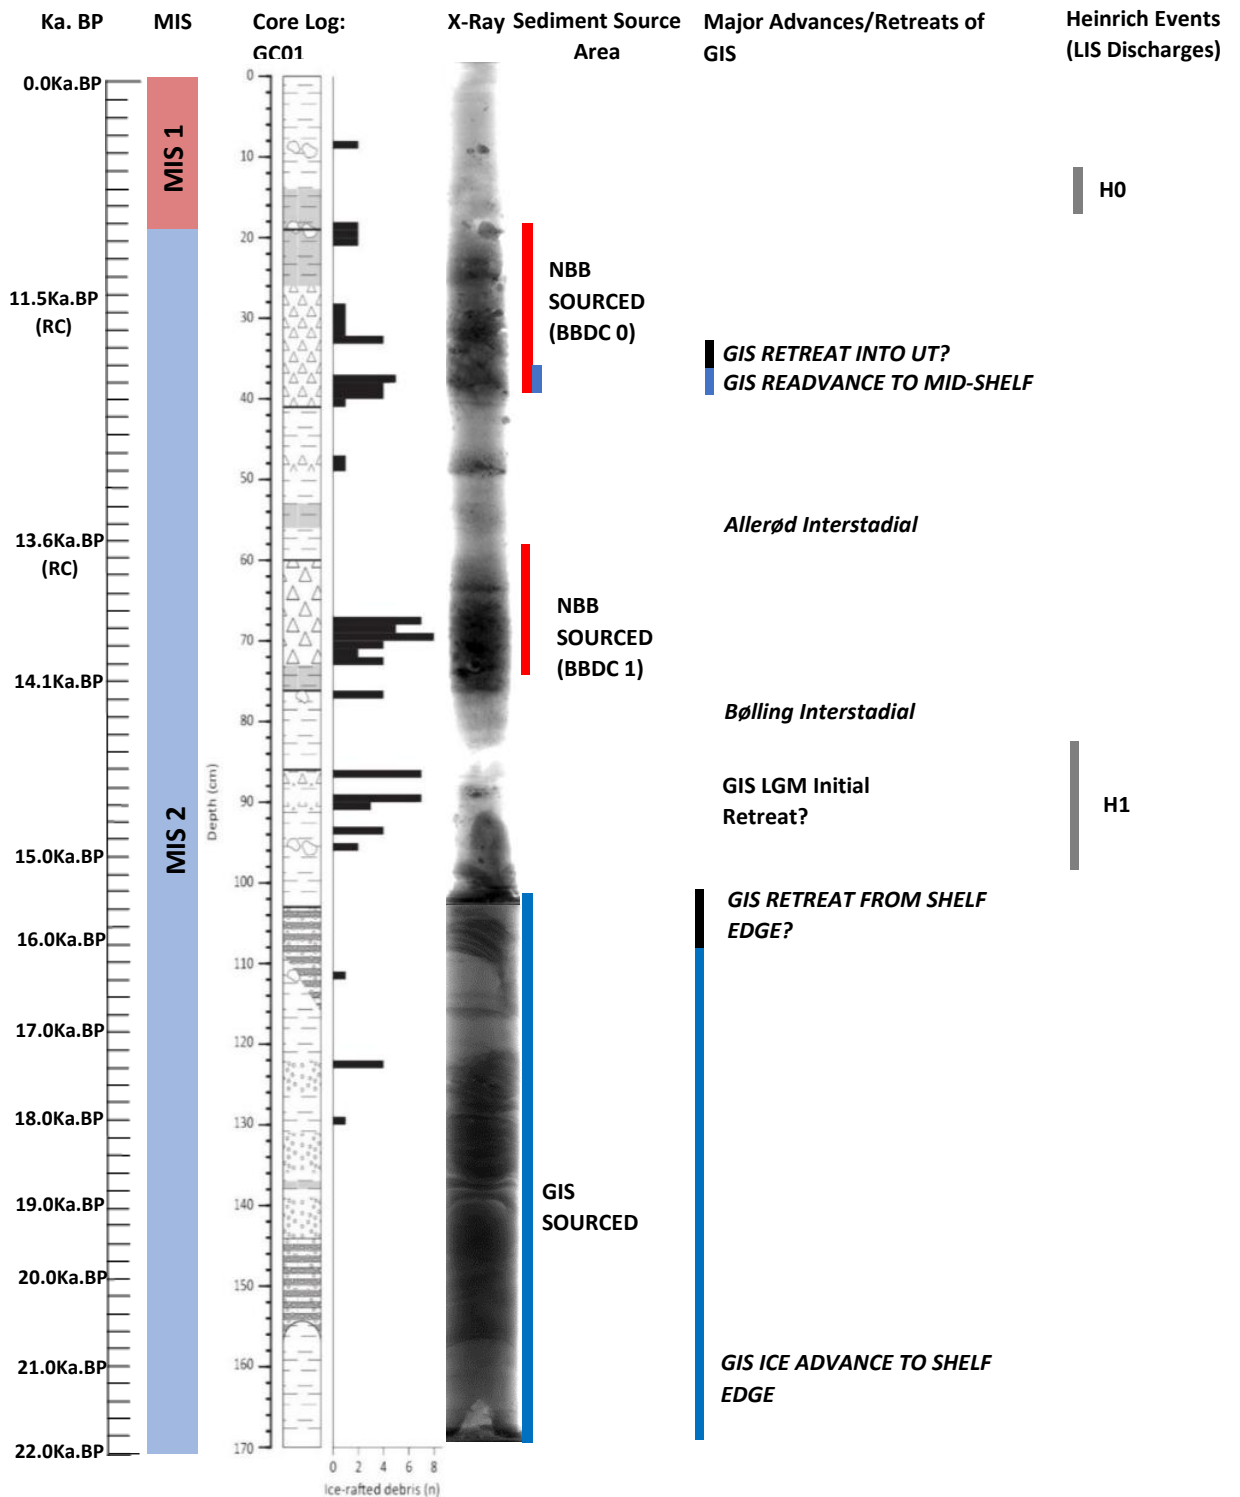 Ka. BP
MIS
Core Log:
GC01
X-Ray
Sediment Source
Area
Major Advances/Retreats of
GIS
Heinrich Events
(LIS Discharges)
0.0Ka.BP
11.5Ka.BP
(RC)
13.6Ka.BP
(RC)
14.1Ka.BP
15.0Ka.BP
16.0Ka.BP
17.0Ka.BP
18.0Ka.BP
19.0Ka.BP
20.0Ka.BP
21.0Ka.BP
22.0Ka.BP
MIS 1
MIS 2
Depth (cm)
0
10
20
30
40
50
60
70
80
90
100
110
120
130
140
150
160
170
0 2 4 6 8
Ice-rafted debris (n)
NBB
SOURCED
(BBDC 0)
NBB
SOURCED
(BBDC 1)
GIS
SOURCED
GIS RETREAT INTO UT?
GIS READVANCE TO MID-SHELF
Allerød Interstadial
Bølling Interstadial
GIS LGM Initial
Retreat?
GIS RETREAT FROM SHELF
EDGE?
GIS ICE ADVANCE TO SHELF
EDGE
H0
H1